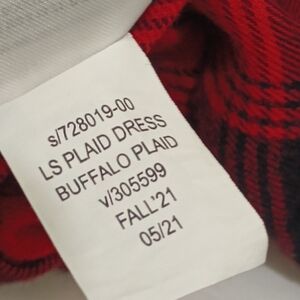 s/728019-00
LS PLAID DRESS
BUFFALO PLAID
v/305599
FALL'21
05/21